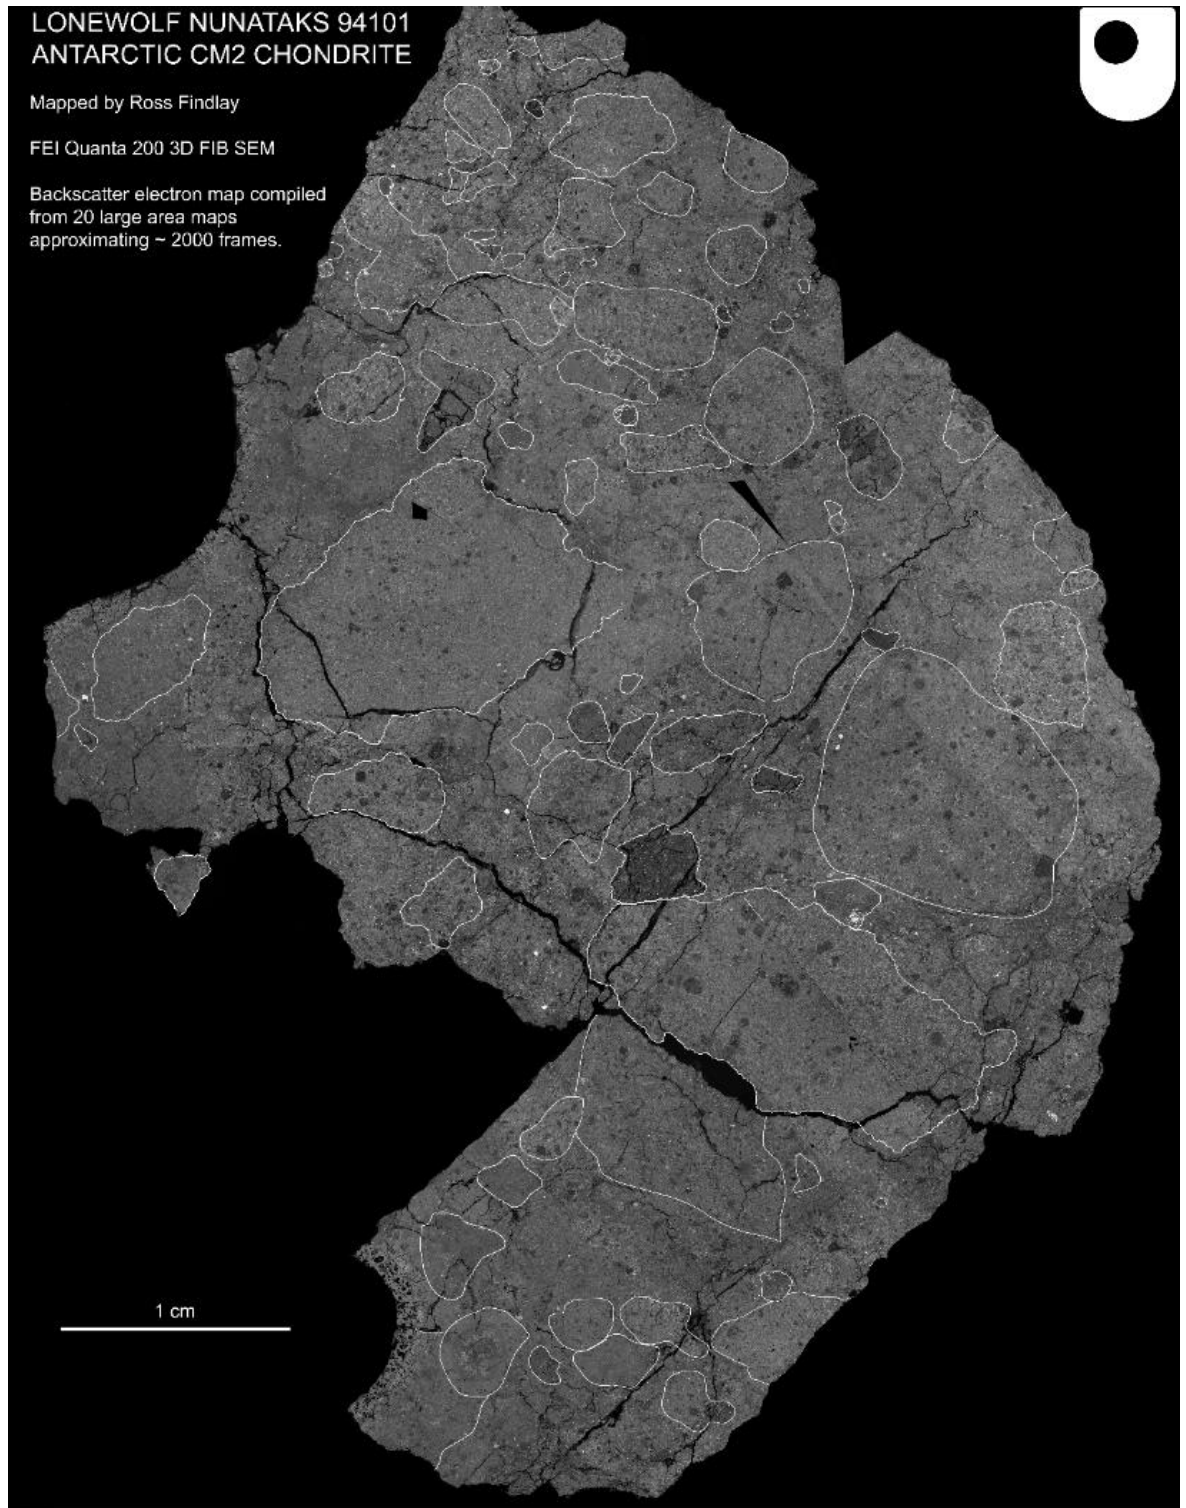 LONEWOLF NUNATAKS 94101
ANTARCTIC CM2 CHONDRITE
Mapped by Ross Findlay
FEI Quanta 200 3D FIB SEM
Backscatter electron map compiled
from 20 large area maps
approximating ~ 2000 frames.
1 cm